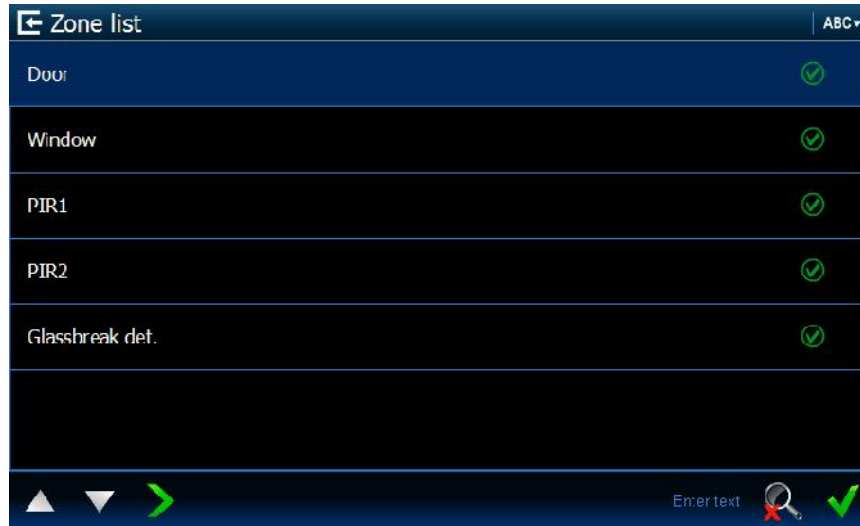 Zone list
ABC
Door
Window
PIR1
PIR2
Glassbreak det.
Enter text